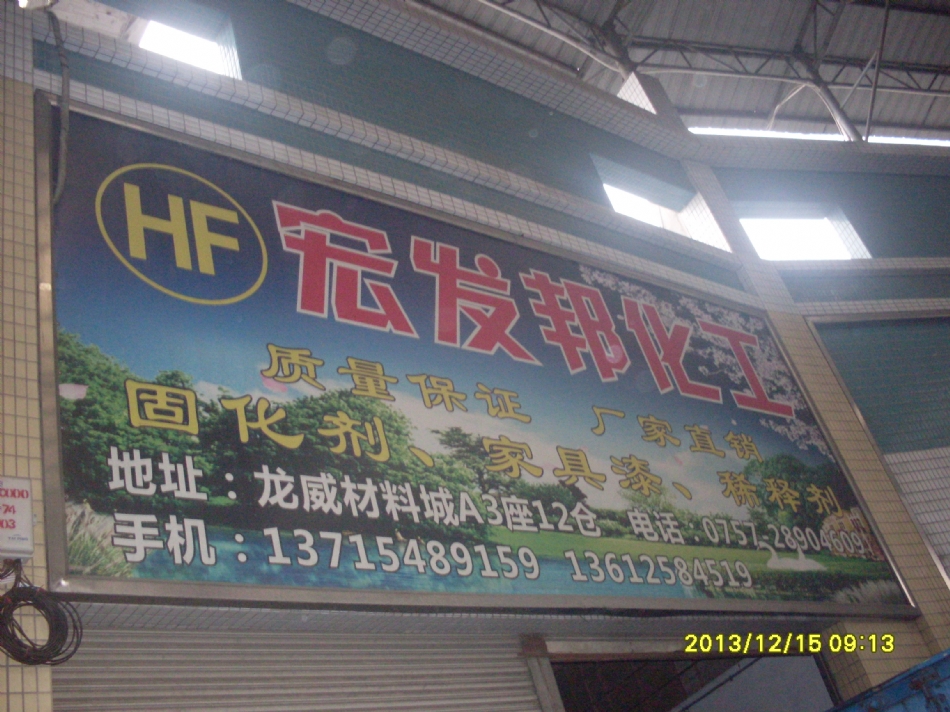 HF 宏发邦化工
质量保证 厂家直销
固化剂、家具漆、稀释剂
地址：龙威材料城A3座12仓 电话：0757-28904609
手机：13715489159 13612584519
2013/12/15 09:13